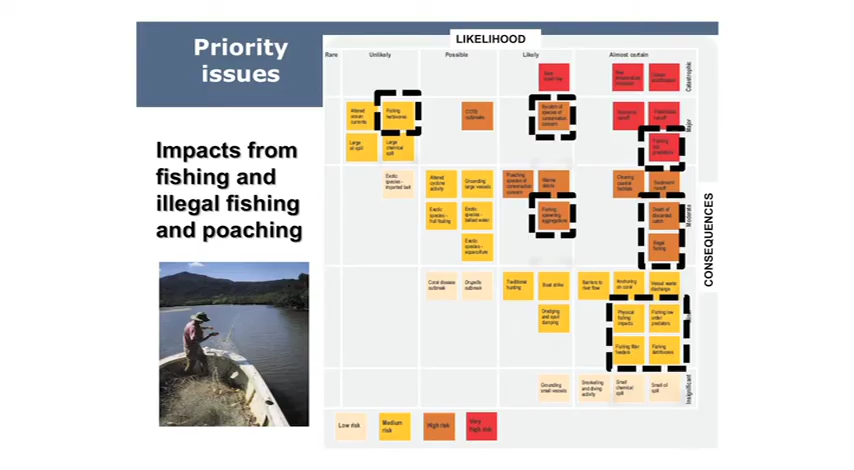 Priority
issues
Impacts from
fishing and
illegal fishing
and poaching
LIKELIHOOD
Rare
Unlikely
Possible
Likely
Almost certain
CONSEQUENCES
Catastrophic
Major
Moderate
Insignificant
Altered
ocean
currents
Fishing
herbivores
COTS
outbreaks
Incidental
species of
conservation
concern
Large
oil spill
Large
chemical
spill
Fishing
top
predators
Exotic
species -
imported bait
Altered
cyclone
activity
Grounding
large vessels
Poaching
species of
conservation
concern
Marine
debris
Clearing
coastal
habitats
Exotic
species -
hull fouling
Exotic
species -
ballast water
Fishing
spawning
aggregations
Death of
discarded
catch
Exotic
species -
aquaculture
Illegal
fishing
Coral disease
outbreak
Drupella
outbreak
Traditional
hunting
Boat strike
Barriers to
river flow
Anchoring
on coral
Vessel waste
discharge
Dredging
and spoil
dumping
Physical
fishing
impacts
Fishing low
order
predators
Fishing filter
feeders
Fishing
detritivores
Grounding
small vessels
Snorkelling
and diving
activity
Small
chemical
spill
Small oil
spill
Low risk
Medium
risk
High risk
Very
high risk